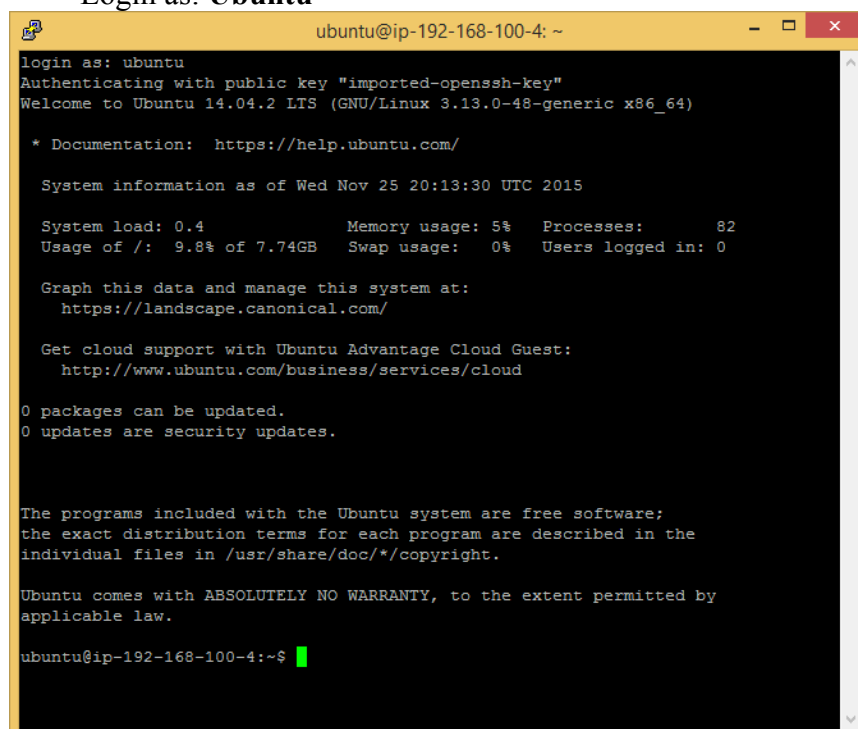 Login as: Ubuntu
ubuntu@ip-192-168-100-4: ~
login as: ubuntu
Authenticating with public key "imported-openssh-key"
Welcome to Ubuntu 14.04.2 LTS (GNU/Linux 3.13.0-48-generic x86_64)
* Documentation: https://help.ubuntu.com/
System information as of Wed Nov 25 20:13:30 UTC 2015
System load: 0.4 Memory usage: 5% Processes: 82
Usage of /: 9.8% of 7.74GB Swap usage: 0% Users logged in: 0
Graph this data and manage this system at:
https://landscape.canonical.com/
Get cloud support with Ubuntu Advantage Cloud Guest:
http://www.ubuntu.com/business/services/cloud
0 packages can be updated.
0 updates are security updates.
The programs included with the Ubuntu system are free software;
the exact distribution terms for each program are described in the
individual files in /usr/share/doc/*/copyright.
Ubuntu comes with ABSOLUTELY NO WARRANTY, to the extent permitted by
applicable law.
ubuntu@ip-192-168-100-4:~$